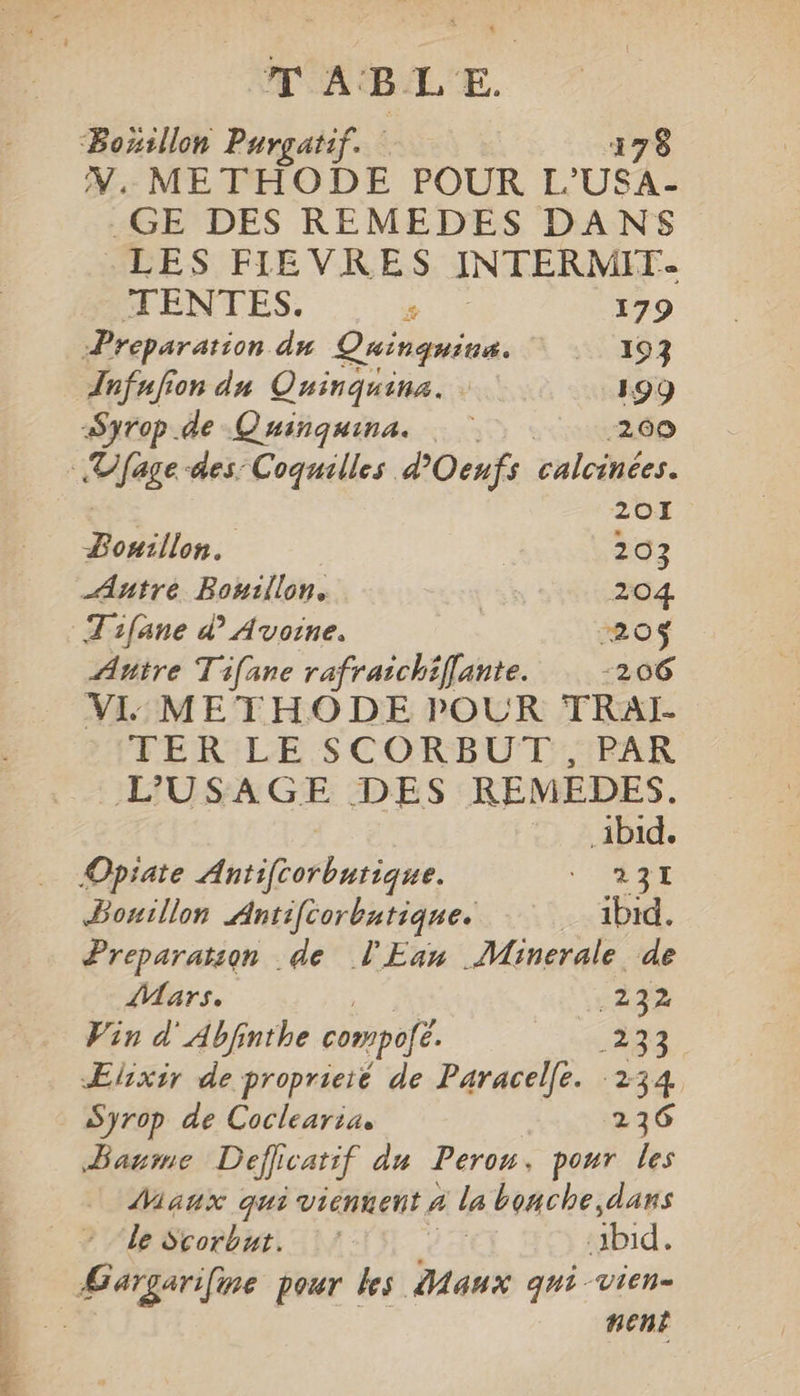 TABLE.
Boüillon Purgatif. 178
V. METHODE POUR L'USA-
GE DES REMEDES DANS
LES FIEVRES INTERMIT-
TENTES. 179
Preparation du Quinquina. 193
Infuſion du Quinquina. 199
Syrop de Quinquina. 200
Uſage des Coquilles d'Oeufs calcinées.
201
Bouillon. 203
Autre Bouillon. 204
Tiſane d'Avoine. 205
Autre Tiſane rafraichiſſante. 206
VI. METHODE POUR TRAI-
TER LE SCORBUT, PAR
L'USAGE DES REMEDES.
ibid.
Opiate Antiſcorbutique. 231
Bouillon Antiſcorbutique. ibid.
Preparation de l'Eau Minerale de
Mars. 232
Vin d'Abſinthe compoſé. 233
Elixir de proprieté de Paracelſe. 234
Syrop de Coclearia. 236
Baume Deſſicatif du Perou, pour les
Maux qui viennent a la bouche, dans
le Scorbut. ibid.
Gargariſme pour les Maux qui vien-
nent